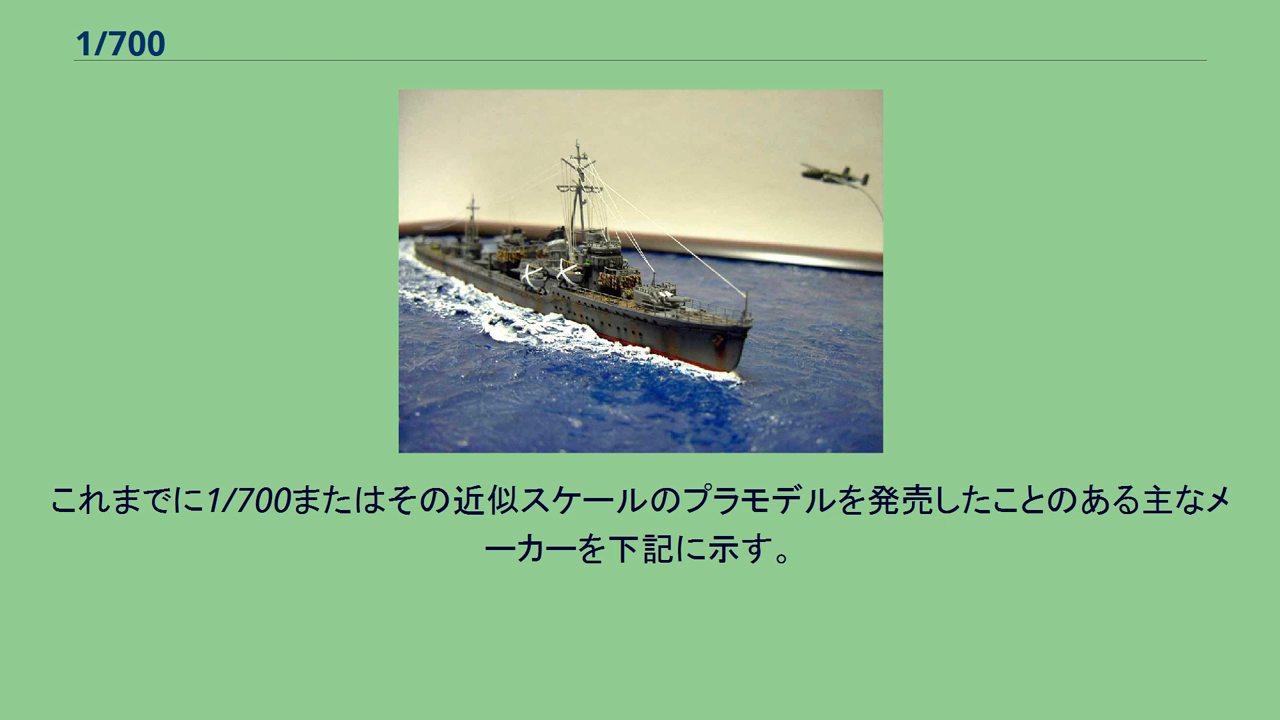 1/700
これまでに1/700またはその近似スケールのプラモデルを発売したことのある主なメ
ーカーを下記に示す。